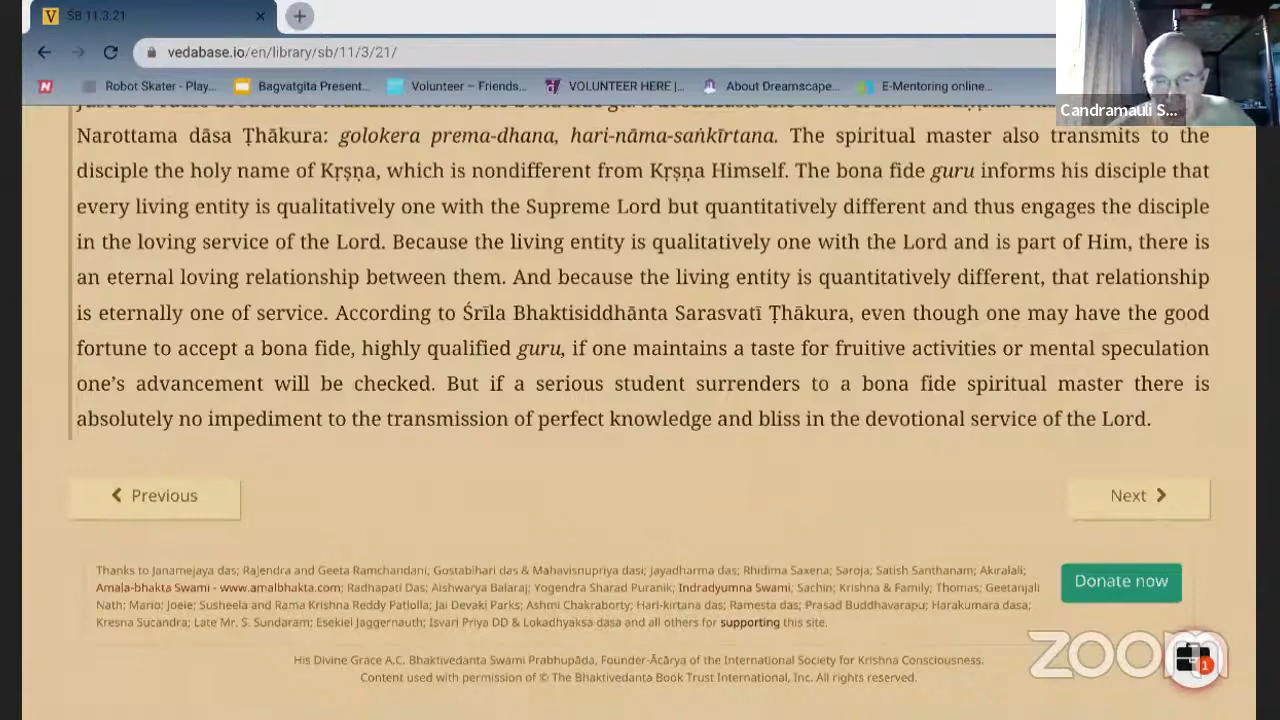 ŚB 11.3.21
vedabase.io/en/library/sb/11/3/21/
Robot Skater - Play... Bagvatgita Present... Volunteer – Friends... VOLUNTEER HERE |... About Dreamscape... E-Mentoring online...
Candramauli S...
Narottama dāsa Ṭhākura: golokera prema-dhana, hari-nāma-saṅkīrtana. The spiritual master also transmits to the
disciple the holy name of Kṛṣṇa, which is nondifferent from Kṛṣṇa Himself. The bona fide guru informs his disciple that
every living entity is qualitatively one with the Supreme Lord but quantitatively different and thus engages the disciple
in the loving service of the Lord. Because the living entity is qualitatively one with the Lord and is part of Him, there is
an eternal loving relationship between them. And because the living entity is quantitatively different, that relationship
is eternally one of service. According to Śrīla Bhaktisiddhānta Sarasvatī Ṭhākura, even though one may have the good
fortune to accept a bona fide, highly qualified guru, if one maintains a taste for fruitive activities or mental speculation
one’s advancement will be checked. But if a serious student surrenders to a bona fide spiritual master there is
absolutely no impediment to the transmission of perfect knowledge and bliss in the devotional service of the Lord.
Previous
Next
Thanks to Janamejaya das; Rajendra and Geeta Ramchandani, Gostabihari das & Mahavisnupriya dasi; Jayadharma das; Rhidima Saxena; Saroja; Satish Santhanam; Akiralali;
Amala-bhakta Swami - www.amalbhakta.com; Radhapati Das; Aishwarya Balaraj; Yogendra Sharad Puranik; Indradyumna Swami; Sachin; Krishna & Family; Thomas; Geetanjali
Nath; Mario; Joeie; Susheela and Rama Krishna Reddy Patlolla; Jai Devaki Parks; Ashmi Chakraborty; Hari-kirtana das; Ramesta das; Prasad Buddhavarapu; Harakumara dasa;
Kresna Sucandra; Late Mr. S. Sundaram; Esekiel Jaggernauth; Isvari Priya DD & Lokadhyaksa dasa and all others for supporting this site.
Donate now
His Divine Grace A.C. Bhaktivedanta Swami Prabhupāda, Founder-Ācārya of the International Society for Krishna Consciousness.
Content used with permission of © The Bhaktivedanta Book Trust International, Inc. All rights reserved.
zoom
1